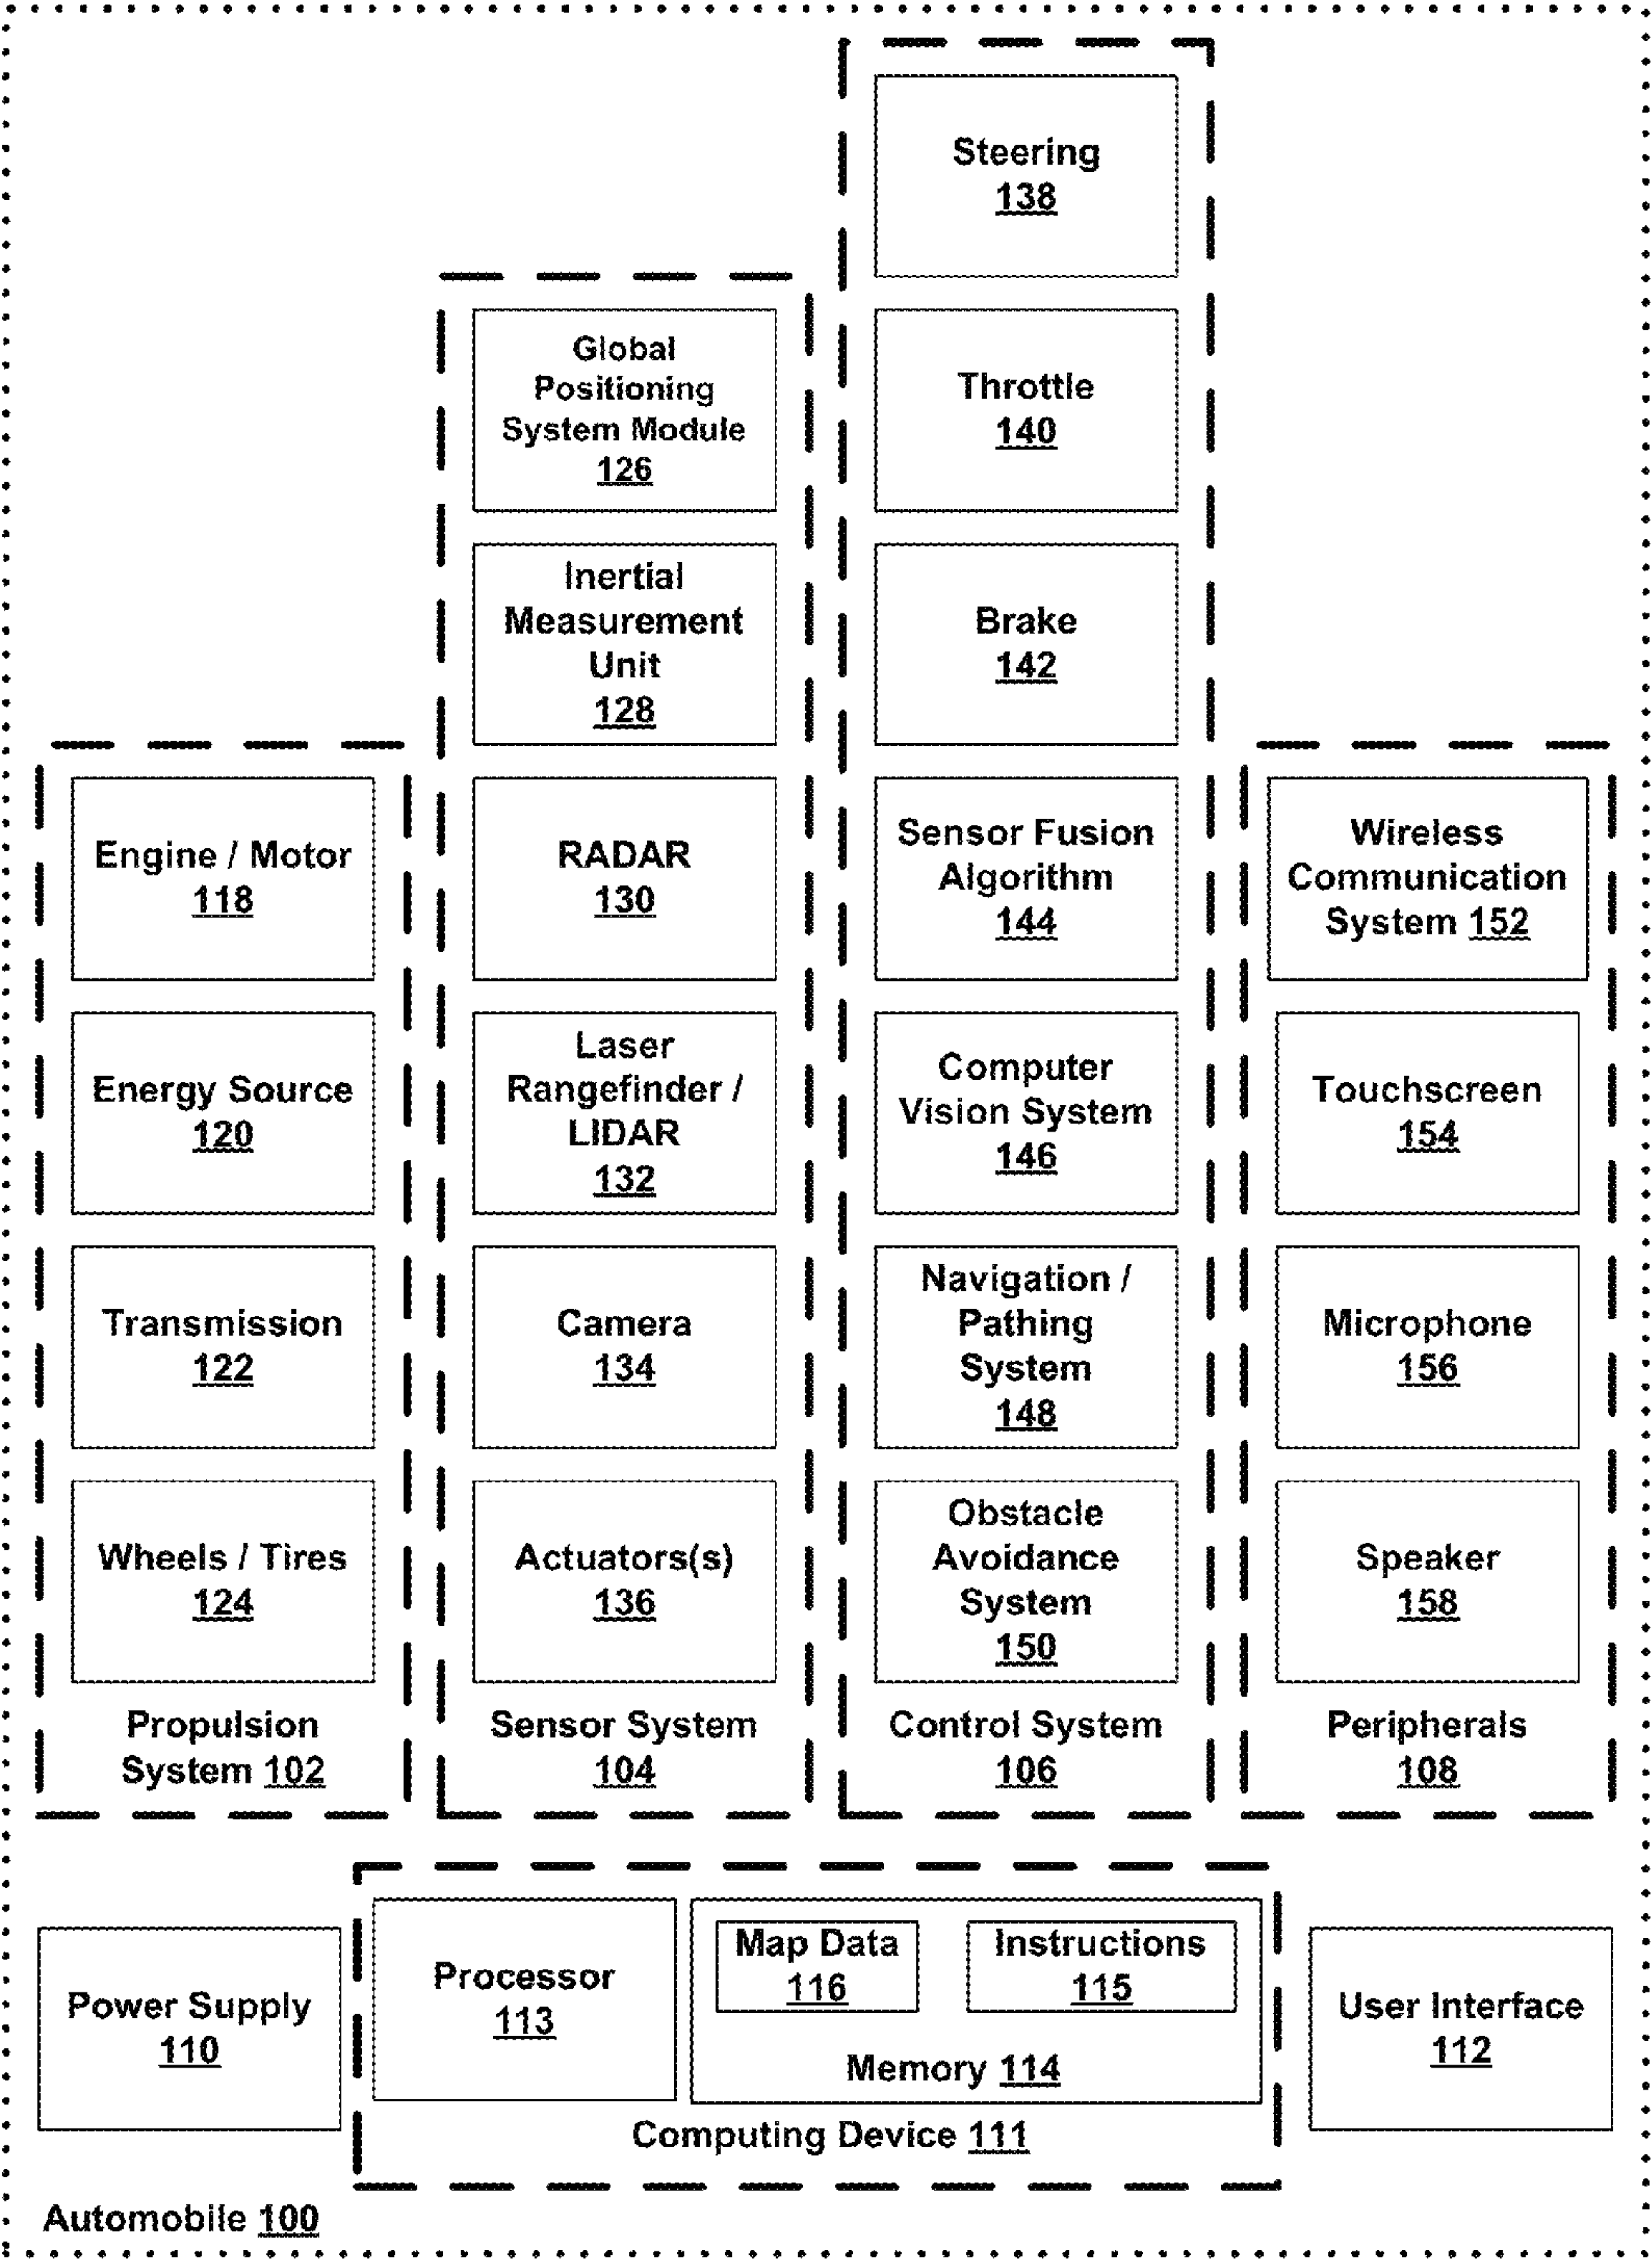 Steering
138
Throttle
140
Brake
142
Sensor Fusion
Algorithm
144
Computer
Vision System
146
Navigation /
Pathing
System
148
Obstacle
Avoidance
System
150
Control System
106
Global
Positioning
System Module
126
Inertial
Measurement
Unit
128
RADAR
130
Laser
Rangefinder /
LIDAR
132
Camera
134
Actuators(s)
136
Sensor System
104
Engine / Motor
118
Energy Source
120
Transmission
122
Wheels / Tires
124
Propulsion
System 102
Wireless
Communication
System 152
Touchscreen
154
Microphone
156
Speaker
158
Peripherals
108
Power Supply
110
Processor
113
Map Data
116
Instructions
115
Memory 114
Computing Device 111
User Interface
112
Automobile 100